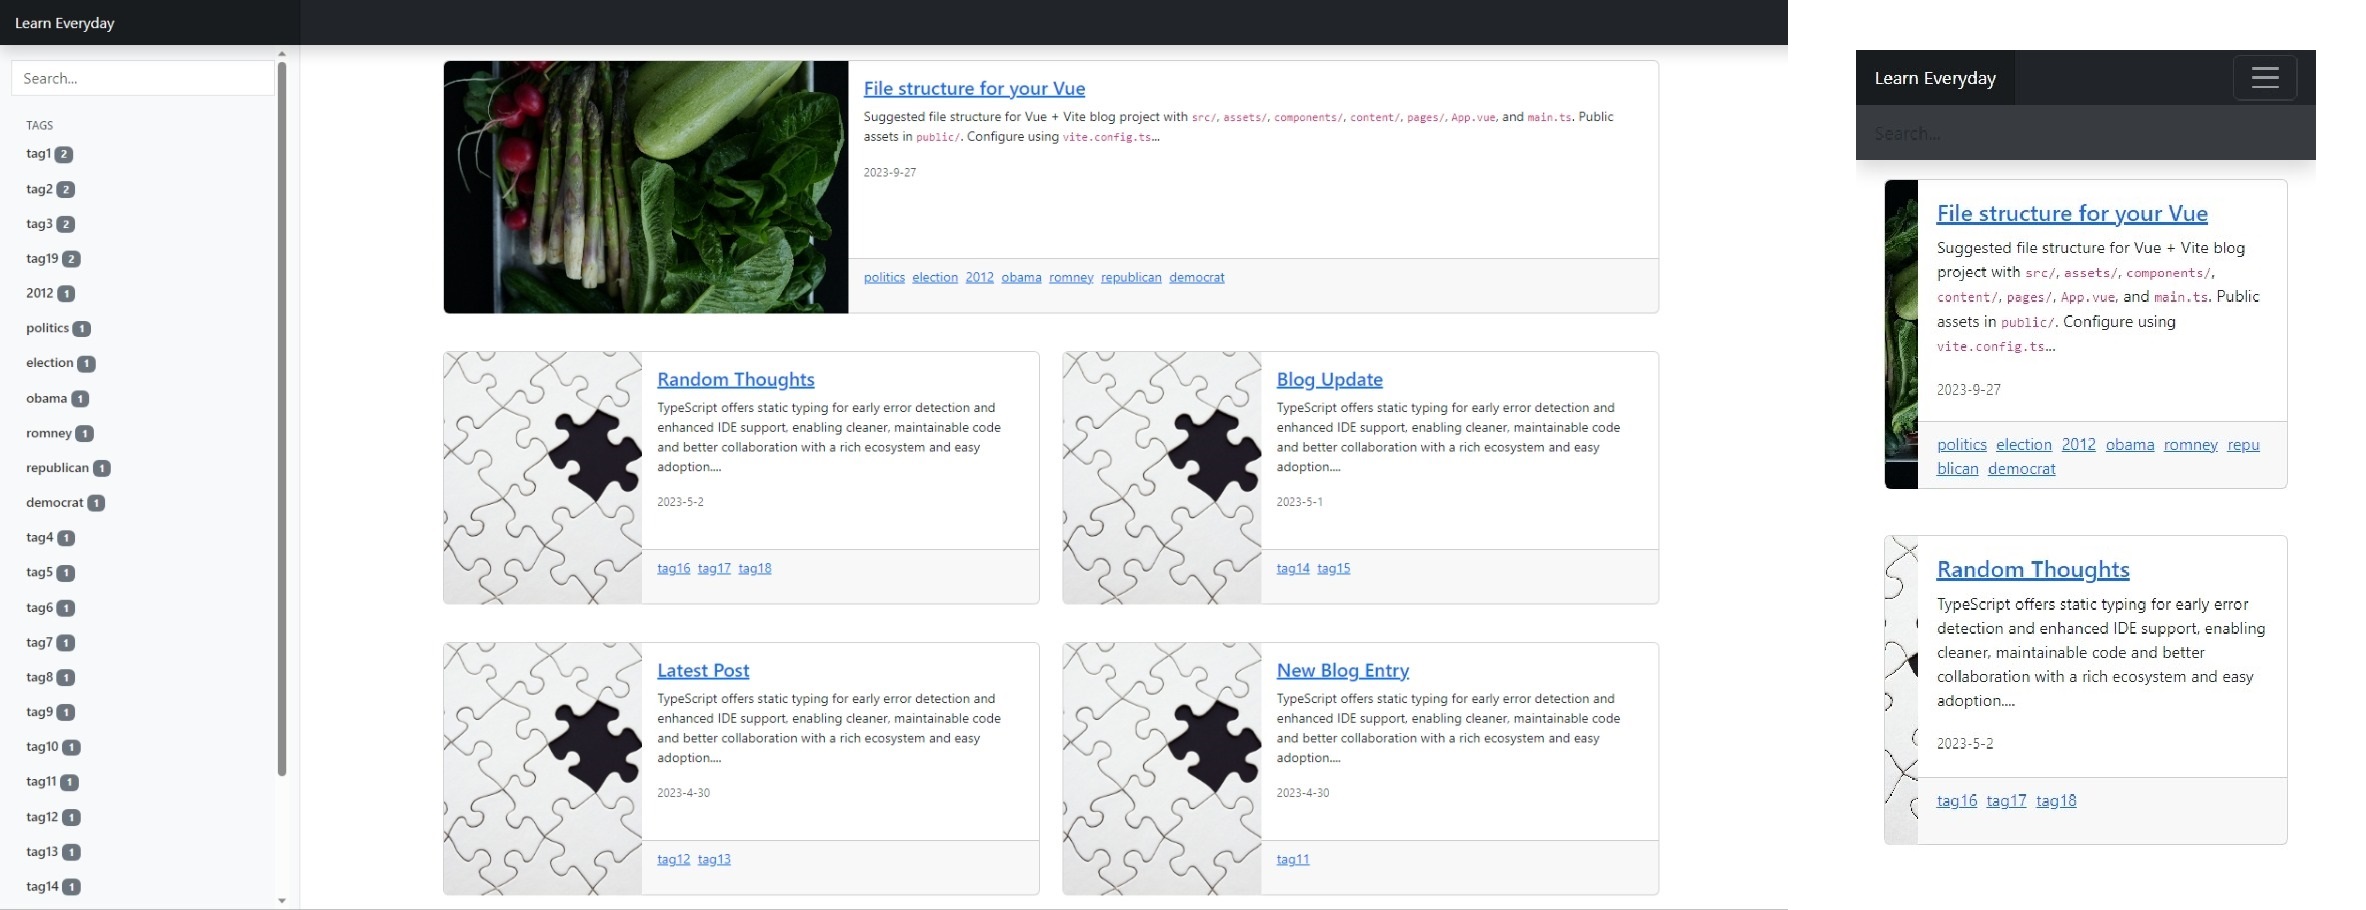 Learn Everyday
Search...
TAGS
tag1 2
tag2 2
tag3 2
tag19 2
2012 1
politics 1
election 1
obama 1
romney 1
republican 1
democrat 1
tag4 1
tag5 1
tag6 1
tag7 1
tag8 1
tag9 1
tag10 1
tag11 1
tag12 1
tag13 1
tag14 1
File structure for your Vue
Suggested file structure for Vue + Vite blog project with src/, assets/, components/, content/, pages/, App.vue, and main.ts. Public
assets in public/. Configure using vite.config.ts...
2023-9-27
politics election 2012 obama romney republican democrat
Random Thoughts
TypeScript offers static typing for early error detection and
enhanced IDE support, enabling cleaner, maintainable code
and better collaboration with a rich ecosystem and easy
adoption....
2023-5-2
tag16 tag17 tag18
Blog Update
TypeScript offers static typing for early error detection and
enhanced IDE support, enabling cleaner, maintainable code
and better collaboration with a rich ecosystem and easy
adoption....
2023-5-1
tag14 tag15
Latest Post
TypeScript offers static typing for early error detection and
enhanced IDE support, enabling cleaner, maintainable code
and better collaboration with a rich ecosystem and easy
adoption....
2023-4-30
tag12 tag13
New Blog Entry
TypeScript offers static typing for early error detection and
enhanced IDE support, enabling cleaner, maintainable code
and better collaboration with a rich ecosystem and easy
adoption....
2023-4-30
tag11
Learn Everyday
Search...
File structure for your Vue
Suggested file structure for Vue + Vite blog
project with src/, assets/, components/,
content/, pages/, App.vue, and main.ts. Public
assets in public/. Configure using
vite.config.ts...
2023-9-27
politics election 2012 obama romney repu
blican democrat
Random Thoughts
TypeScript offers static typing for early error
detection and enhanced IDE support, enabling
cleaner, maintainable code and better
collaboration with a rich ecosystem and easy
adoption....
2023-5-2
tag16 tag17 tag18